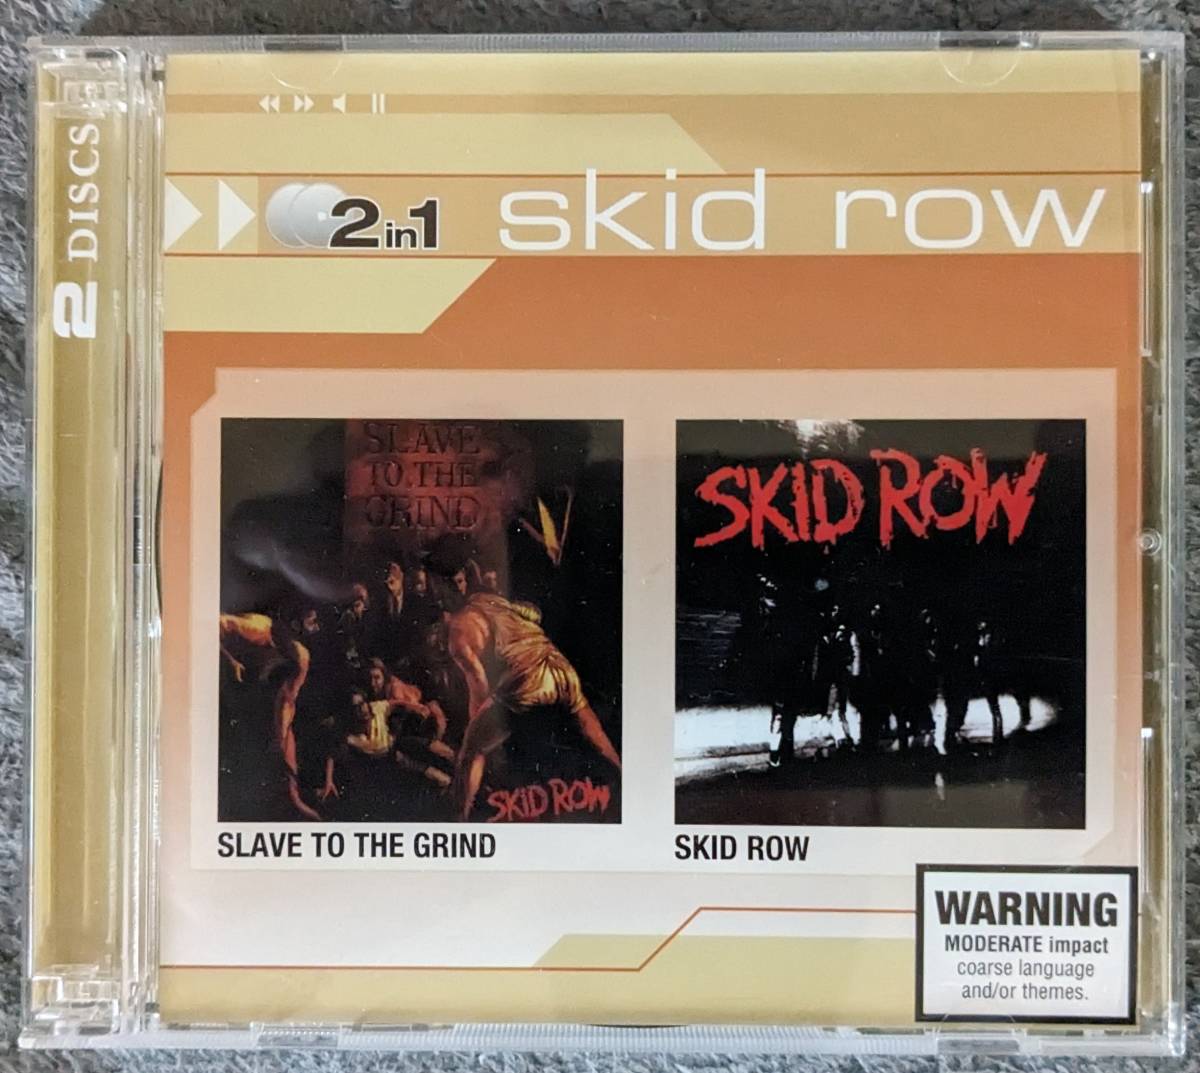 2 DISCS
2in1
skid row
SLAVE
TO THE
GRIND
SKID ROW
SKID ROW
SLAVE TO THE GRIND
SKID ROW
WARNING
MODERATE impact
coarse language
and/or themes.